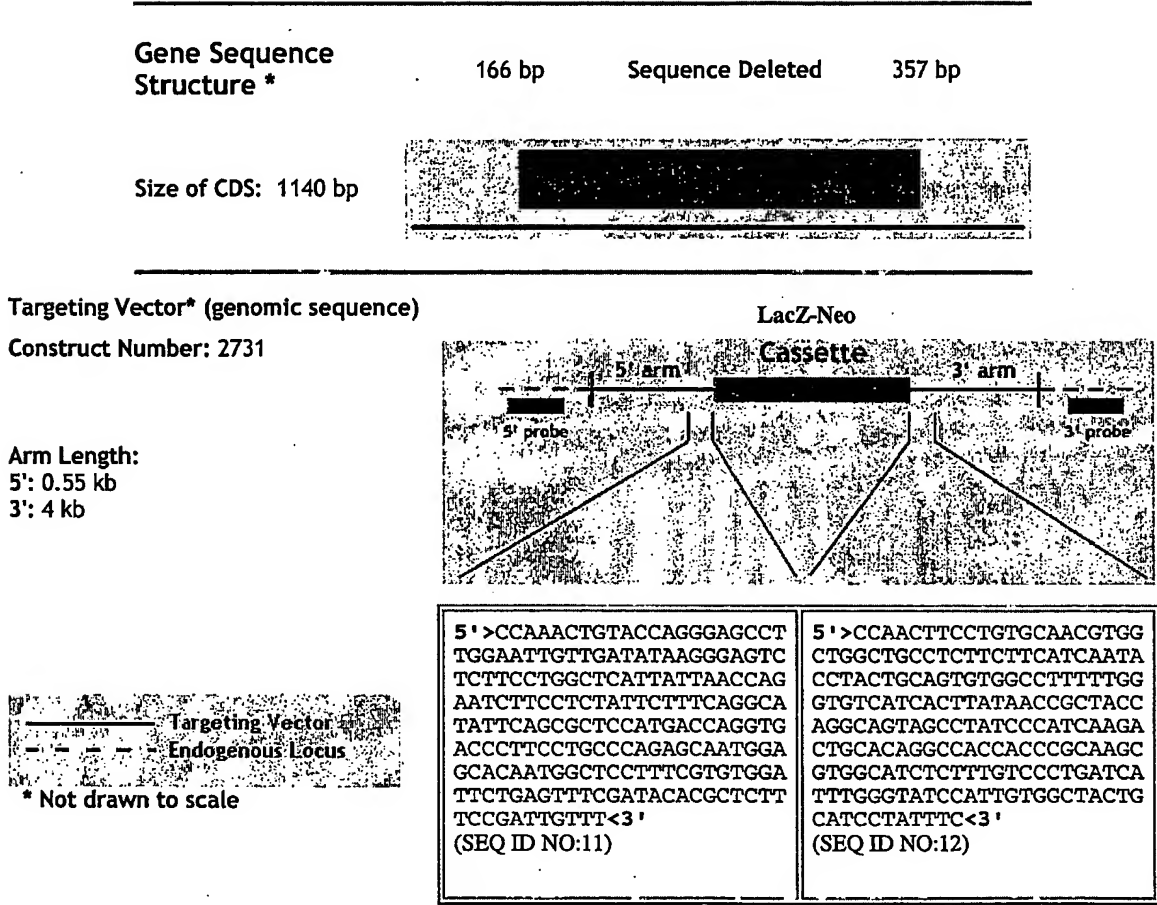 Gene Sequence
Structure *
166 bp
Sequence Deleted
357 bp
Size of CDS: 1140 bp
Targeting Vector* (genomic sequence)
Construct Number: 2731
Arm Length:
5': 0.55 kb
3': 4 kb
LacZ-Neo
Cassette
5' arm
3' arm
5' probe
3' probe
Targeting Vector
Endogenous Locus
* Not drawn to scale
5'>CCAAACTGTACCAGGGAGCCT
TGGAATTGTTGATATAAGGGAGTC
TCTTCCTGGCTCATTATTAACCAG
AATCTTCCTCTATTCTTTCAGGCA
TATTCAGCGCTCCATGACCAGGTG
ACCCTTCCTGCCCAGAGCAATGGA
GCACAATGGCTCCTTTCGTGTGGA
TTCTGAGTTTCGATACACGCTCTT
TCCGATTGTTT<3'
(SEQ ID NO:11)
5'>CCAACTTCCTGTGCAACGTGG
CTGGCTGCCTCTTCTTCATCAATA
CCTACTGCAGTGTGGCCTTTTTGG
GTGTCATCACTTATAACCGCTACC
AGGCAGTAGCCTATCCCATCAAGA
CTGCACAGGCCACCACCCGCAAGC
GTGGCATCTCTTTGTCCCTGATCA
TTTGGGTATCCATTGTGGCTACTG
CATCCTATTTC<3'
(SEQ ID NO:12)